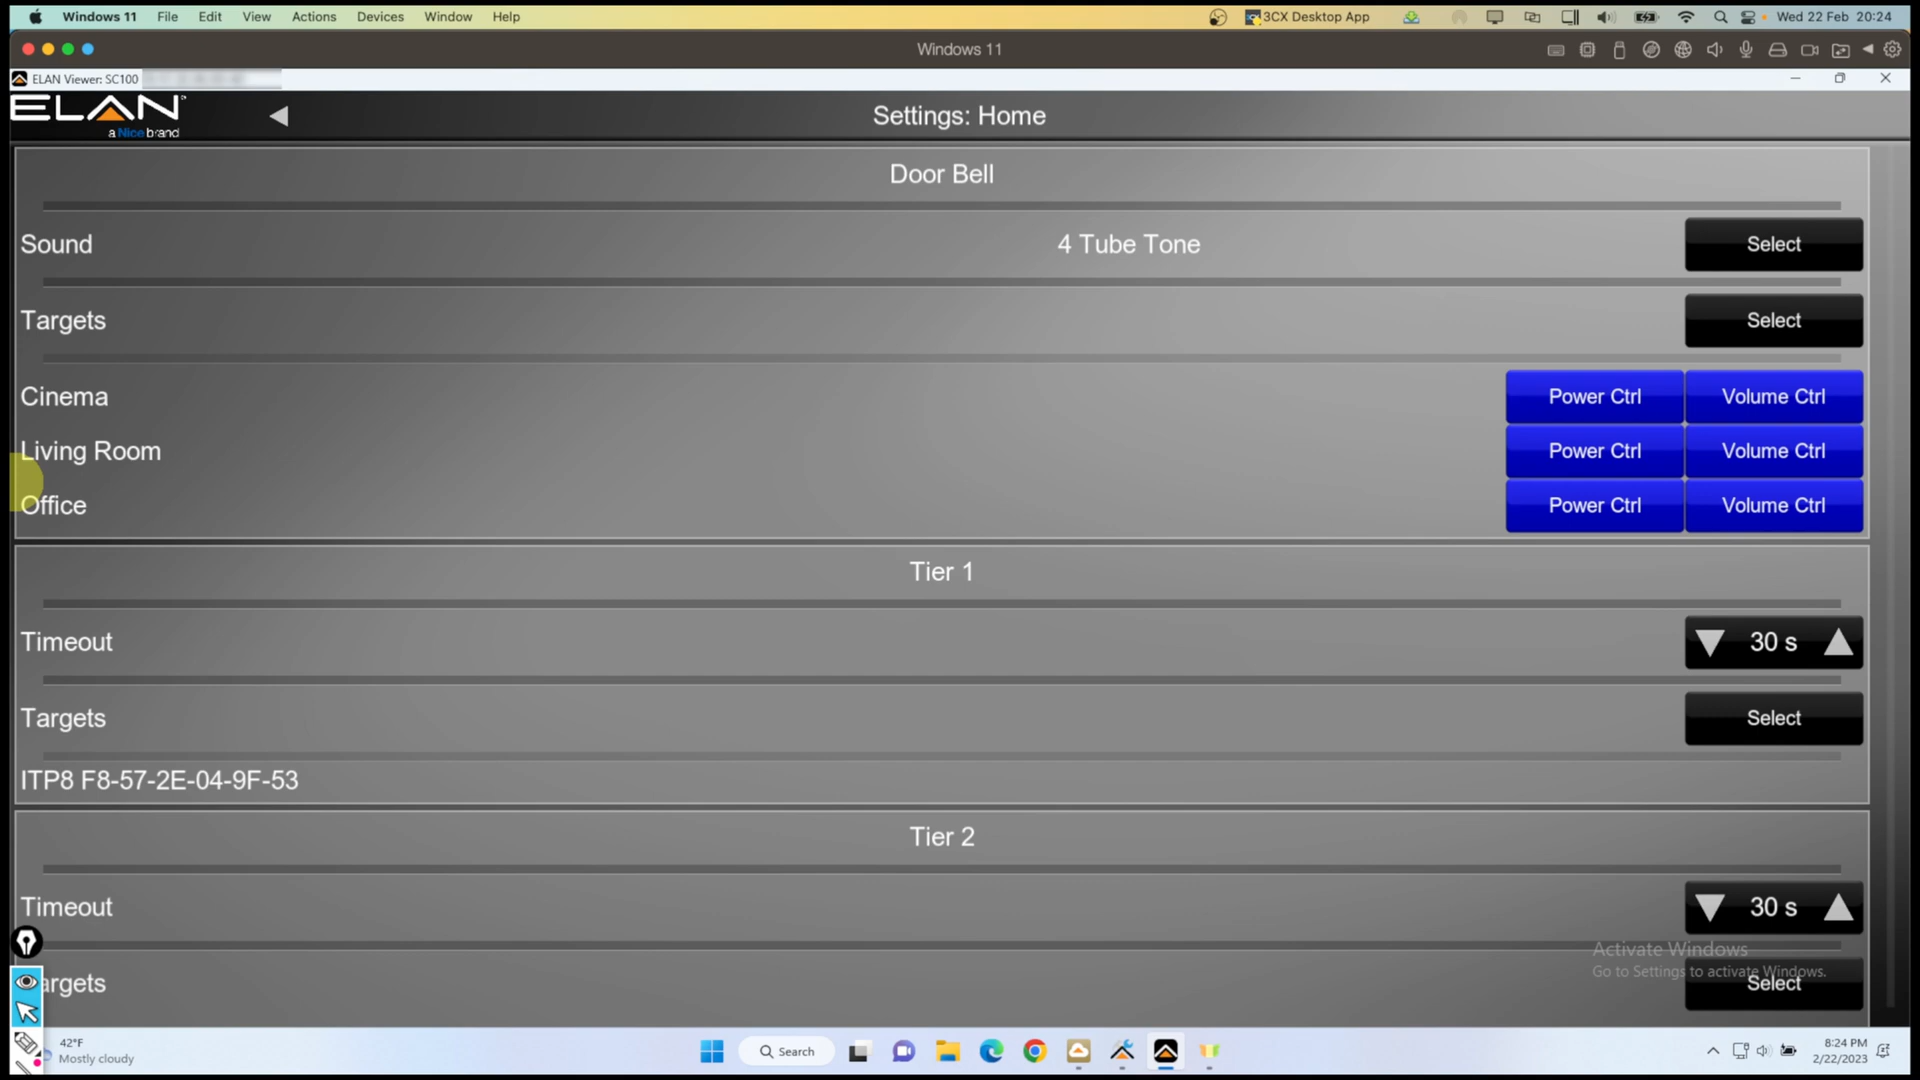 Windows 11 File Edit View Actions Devices Window Help 3CX Desktop App Wed 22 Feb 20:24
Windows 11
ELAN Viewer: SC100
ELAN
a Nice brand
Settings: Home
Door Bell
Sound 4 Tube Tone Select
Targets Select
Cinema Power Ctrl Volume Ctrl
Living Room Power Ctrl Volume Ctrl
Office Power Ctrl Volume Ctrl
Tier 1
Timeout 30 s
Targets Select
ITP8 F8-57-2E-04-9F-53
Tier 2
Timeout 30 s
Activate Windows
Go to Settings to activate Windows.
argets Select
42°F
Mostly cloudy
Search
8:24 PM
2/22/2023